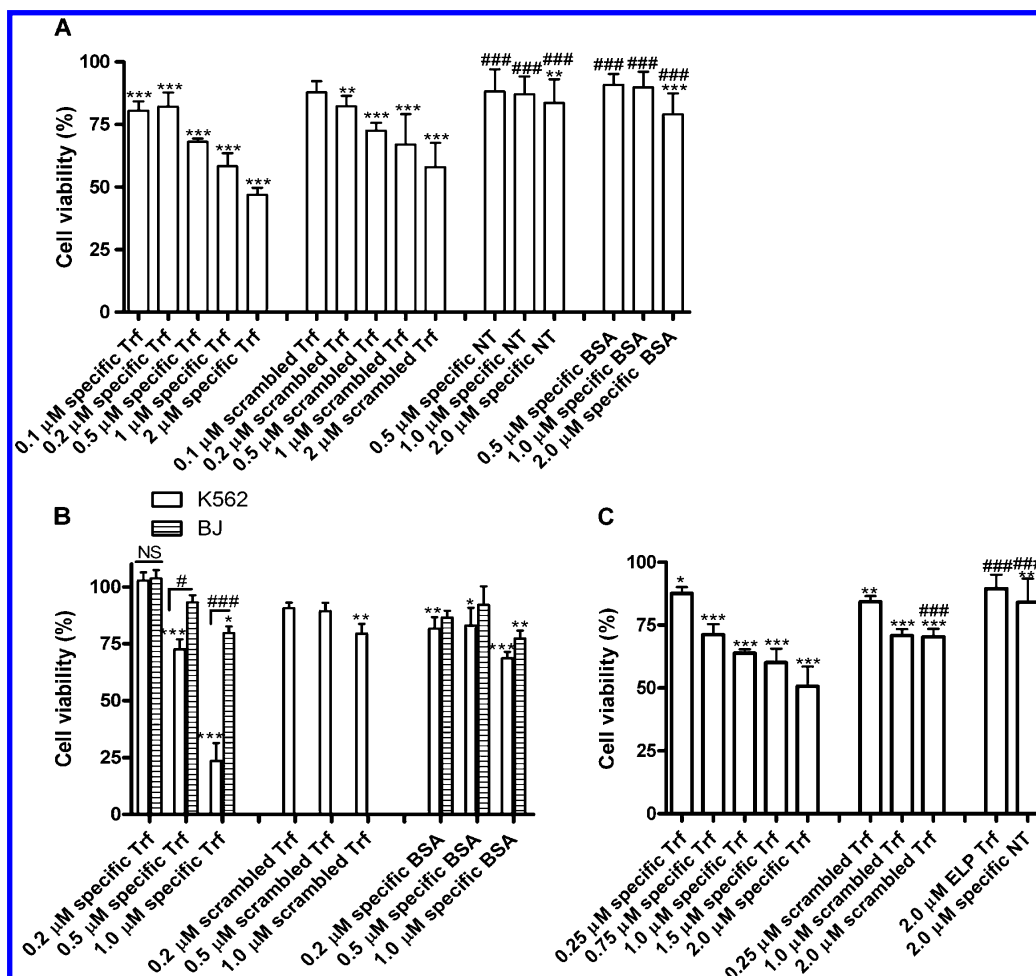 A
Cell viability (%)
100
75
50
25
0
***
***
***
***
***
**
***
***
***
###
###
###
**
###
###
###
***
0.1 µM specific Trf
0.2 µM specific Trf
0.5 µM specific Trf
1 µM specific Trf
2 µM specific Trf
0.1 µM scrambled Trf
0.2 µM scrambled Trf
0.5 µM scrambled Trf
1 µM scrambled Trf
2 µM scrambled Trf
0.5 µM specific NT
1.0 µM specific NT
2.0 µM specific NT
0.5 µM specific BSA
1.0 µM specific BSA
2.0 µM specific BSA
K562
BJ
B
Cell viability (%)
100
75
50
25
0
NS
#
***
###
*
***
**
**
*
***
**
0.2 µM specific Trf
0.5 µM specific Trf
1.0 µM specific Trf
0.2 µM scrambled Trf
0.5 µM scrambled Trf
1.0 µM scrambled Trf
0.2 µM specific BSA
0.5 µM specific BSA
1.0 µM specific BSA
C
Cell viability (%)
100
75
50
25
0
*
***
***
***
***
**
***
###
***
###
###
**
0.25 µM specific Trf
0.75 µM specific Trf
1.0 µM specific Trf
1.5 µM specific Trf
2.0 µM specific Trf
0.25 µM scrambled Trf
1.0 µM scrambled Trf
2.0 µM scrambled Trf
2.0 µM ELP Trf
2.0 µM specific NT